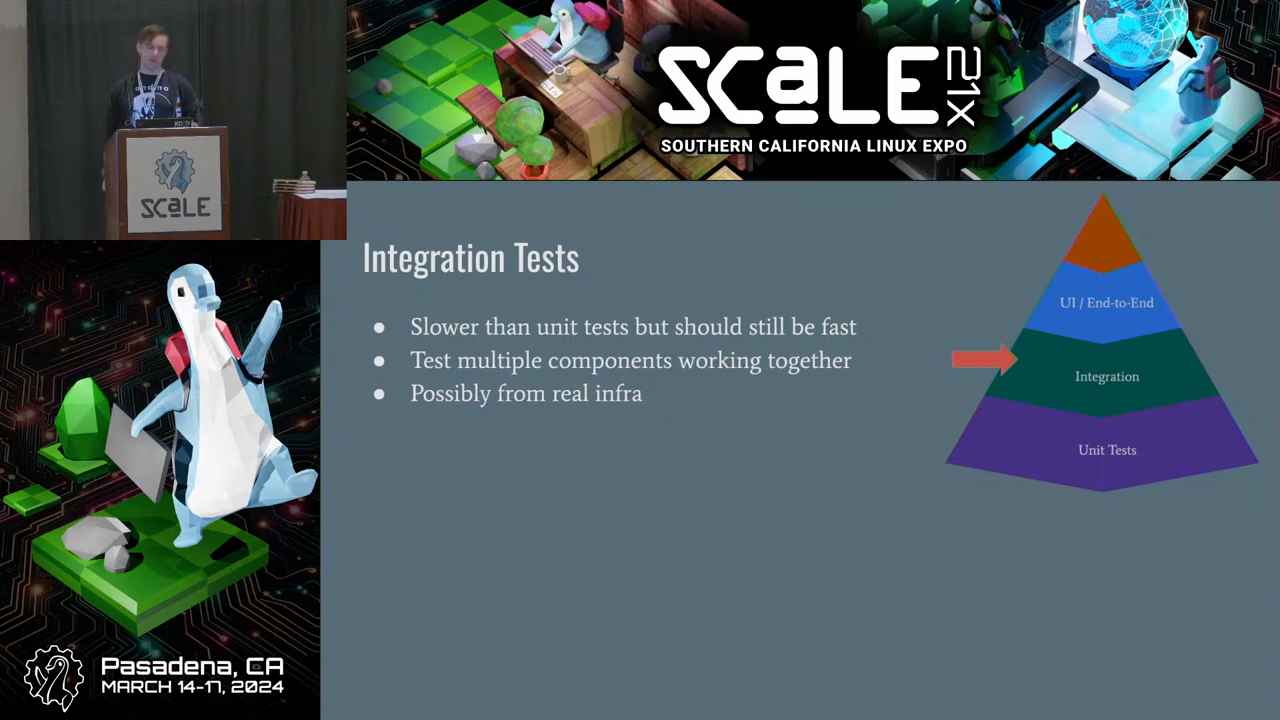 SCaLE 21X
SOUTHERN CALIFORNIA LINUX EXPO
SCaLE
Integration Tests
● Slower than unit tests but should still be fast
● Test multiple components working together
● Possibly from real infra
UI / End-to-End
Integration
Unit Tests
Pasadena, CA
MARCH 14-17, 2024